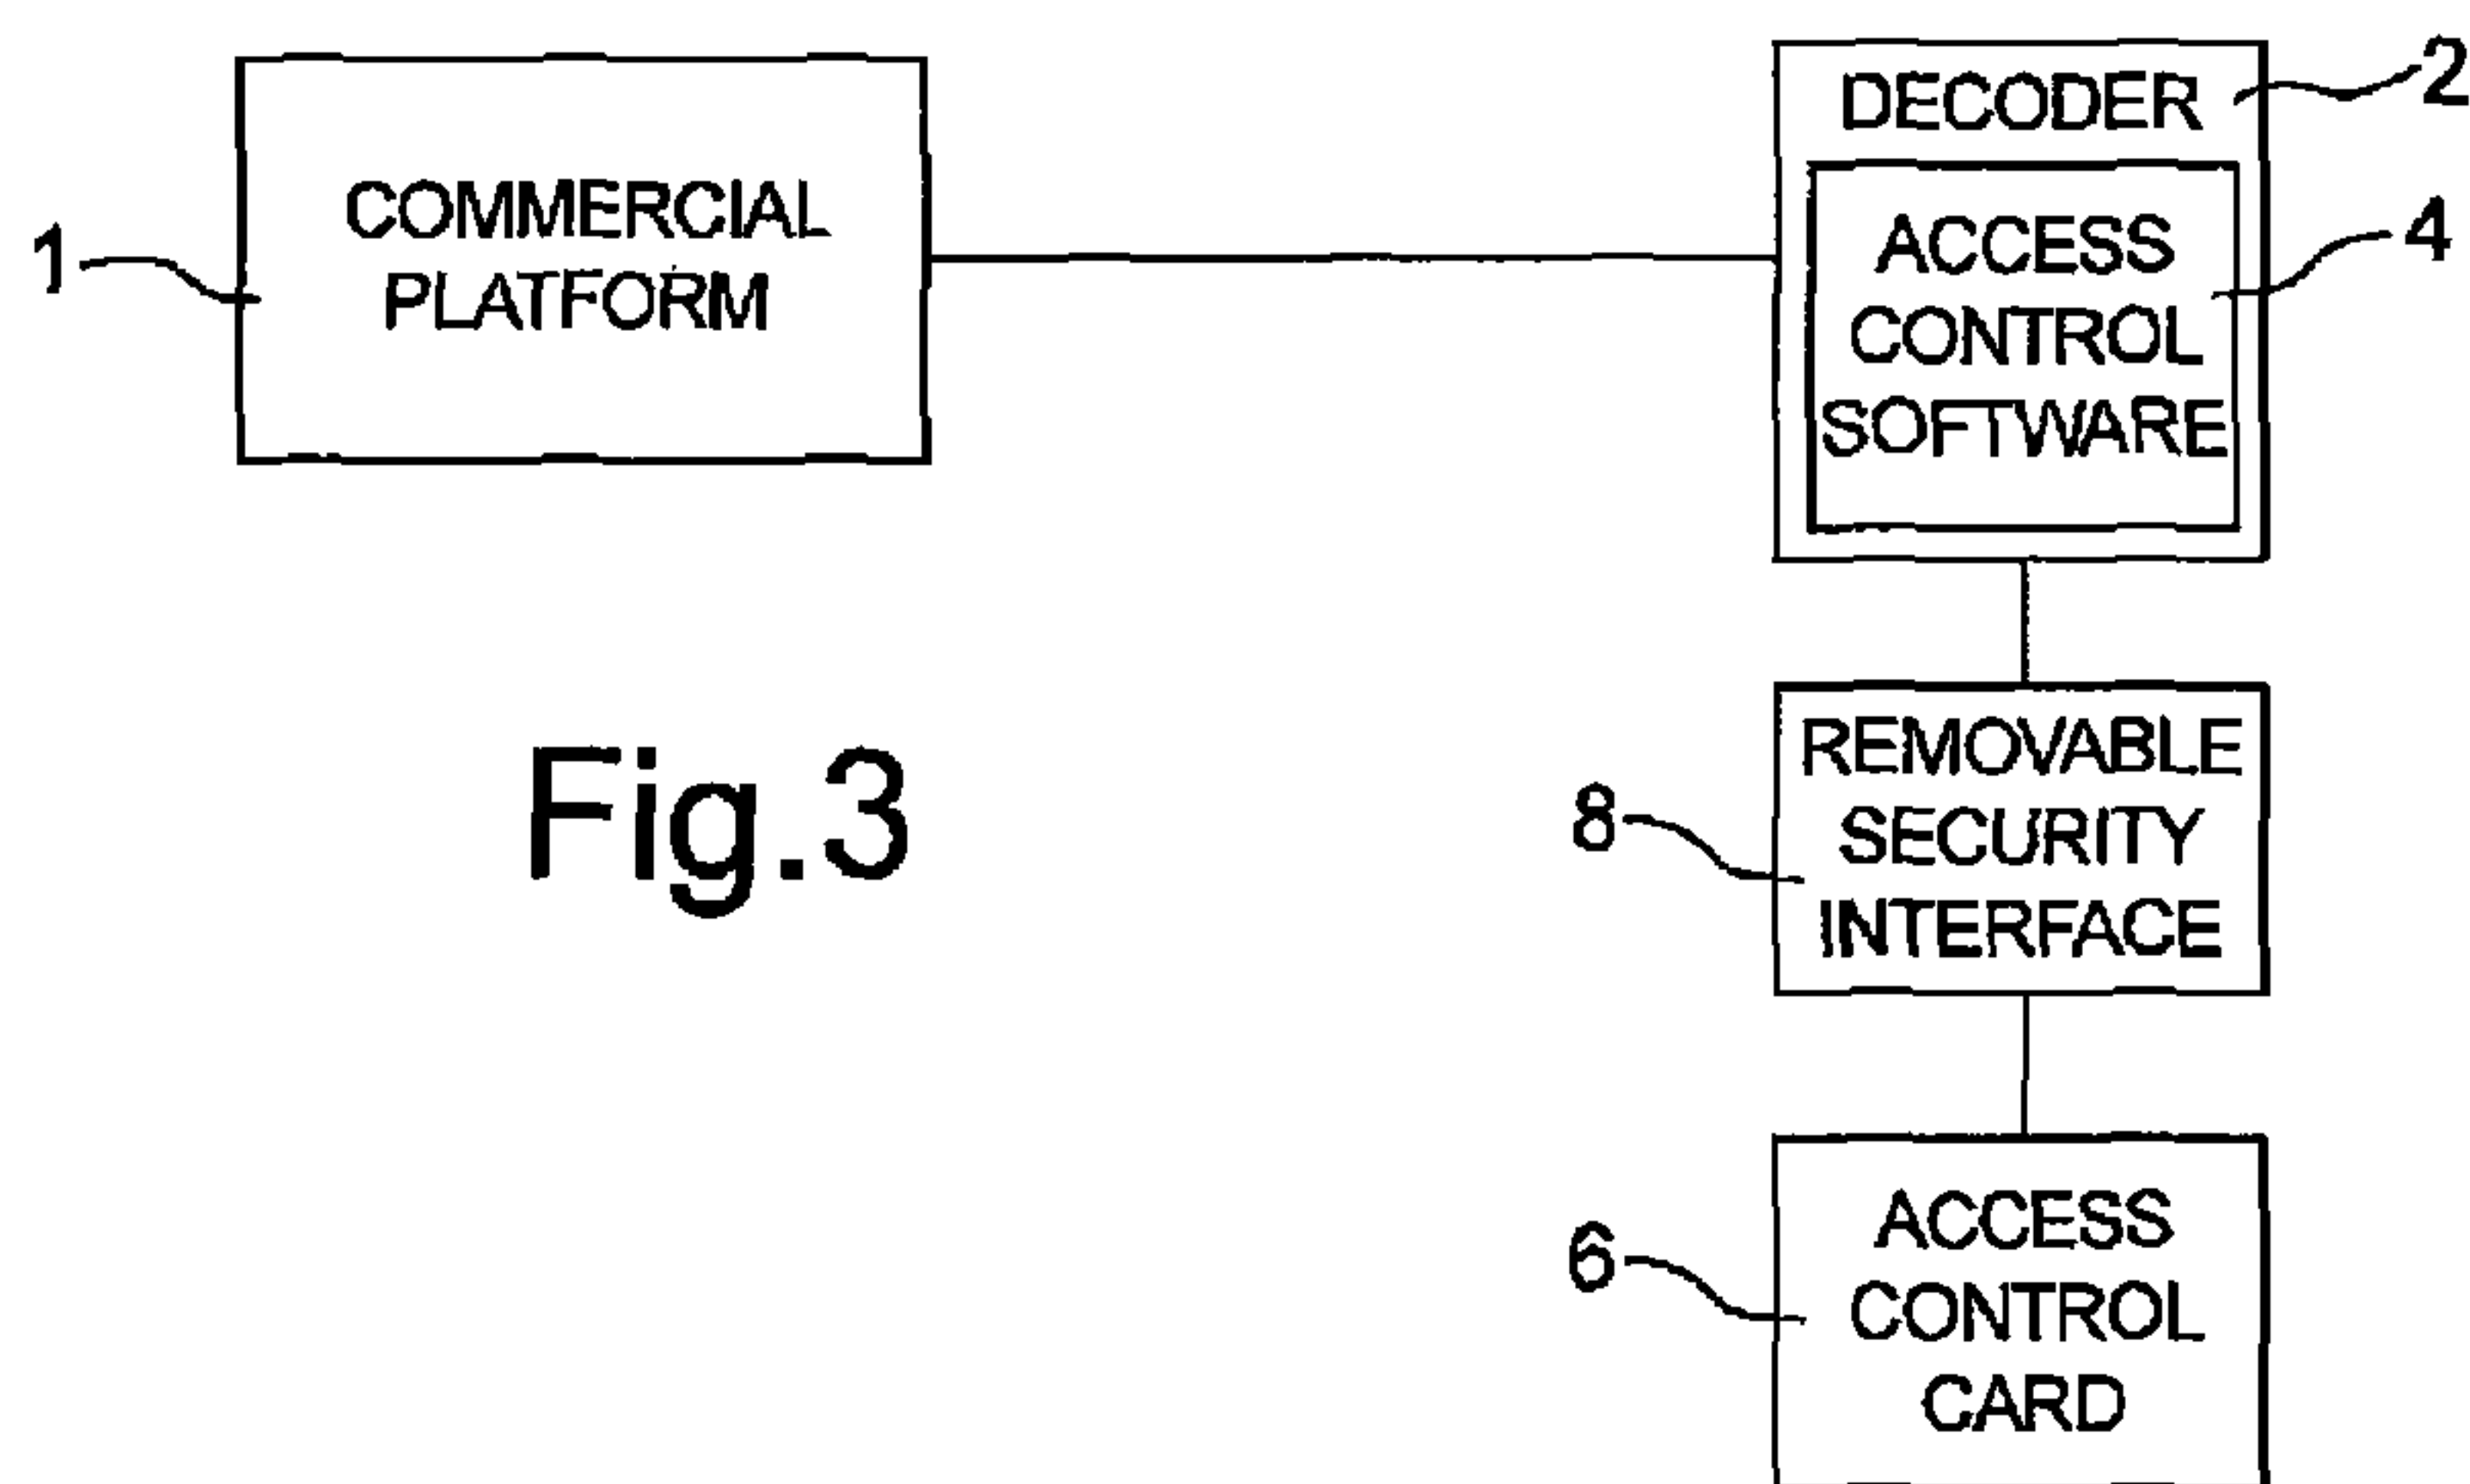 1
COMMERCIAL
PLATFORM
DECODER
2
ACCESS
CONTROL
SOFTWARE
4
Fig.3
8
REMOVABLE
SECURITY
INTERFACE
6
ACCESS
CONTROL
CARD